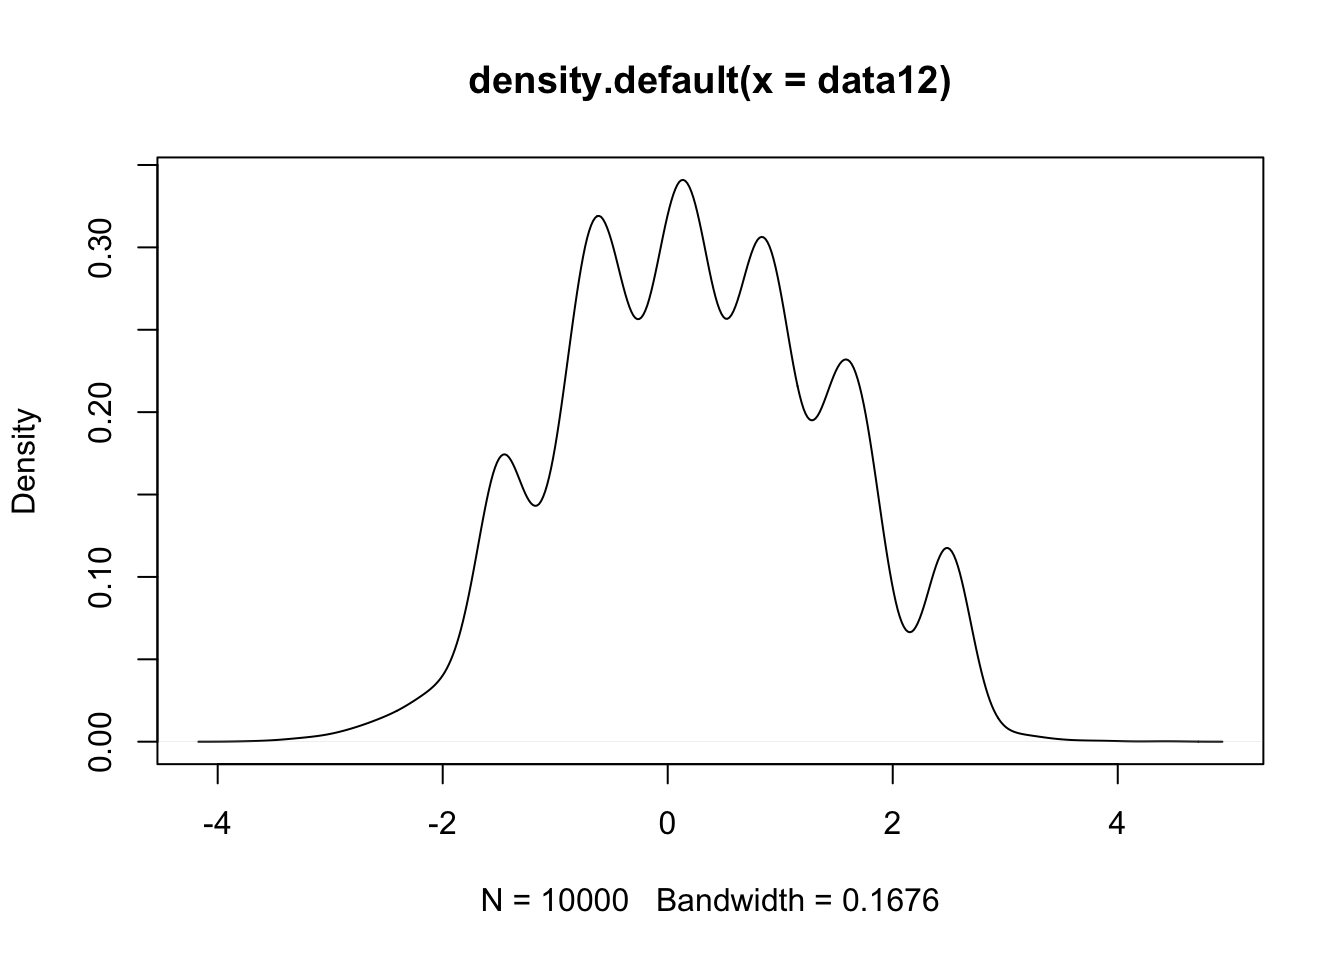 density.default(x = data12)
Density
0.00 0.10 0.20 0.30
-4 -2 0 2 4
N = 10000 Bandwidth = 0.1676